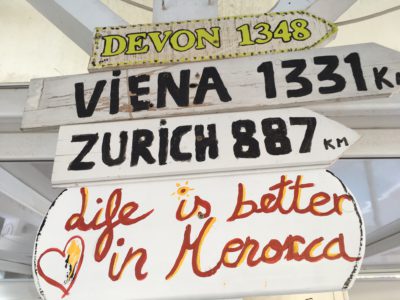 DEVON 1348
ViENA 1331 Km
ZURiCH 887 KM
Life is better
in Menorca